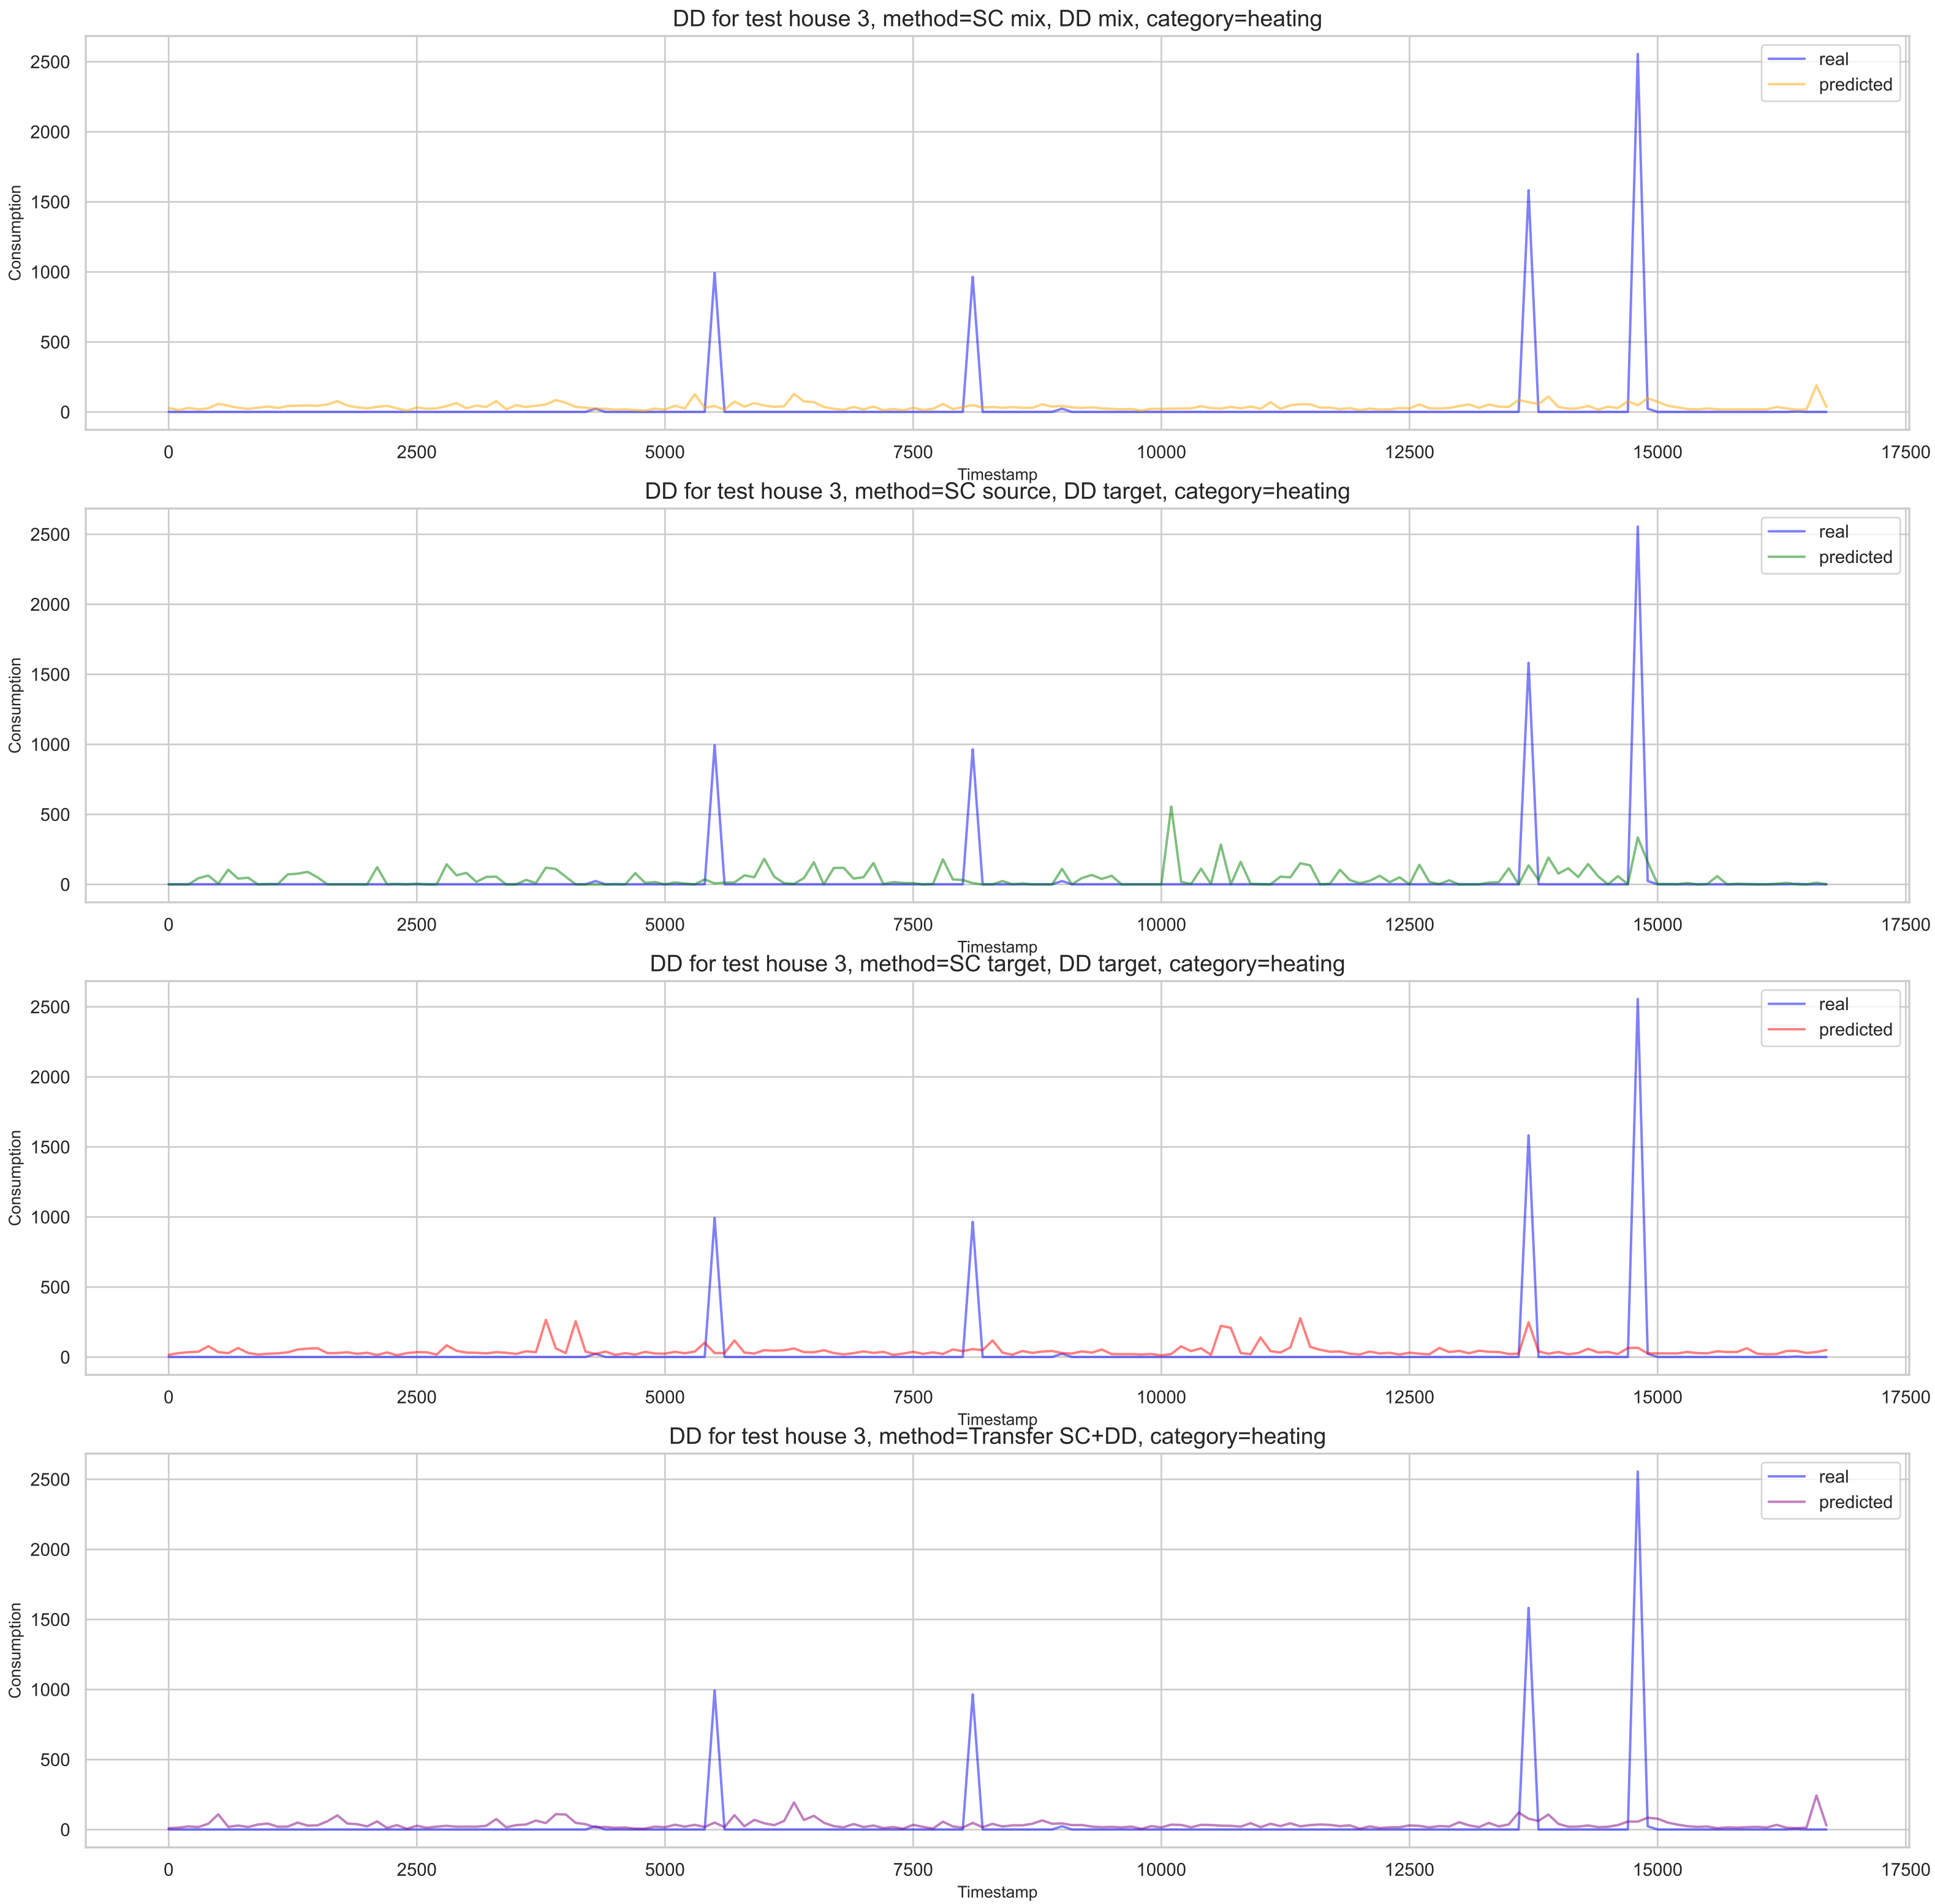 DD for test house 3, method=SC mix, DD mix, category=heating
real
predicted
Consumption
2500
2000
1500
1000
500
0
0 2500 5000 7500 10000 12500 15000 17500
Timestamp
DD for test house 3, method=SC source, DD target, category=heating
real
predicted
Consumption
2500
2000
1500
1000
500
0
0 2500 5000 7500 10000 12500 15000 17500
Timestamp
DD for test house 3, method=SC target, DD target, category=heating
real
predicted
Consumption
2500
2000
1500
1000
500
0
0 2500 5000 7500 10000 12500 15000 17500
Timestamp
DD for test house 3, method=Transfer SC+DD, category=heating
real
predicted
Consumption
2500
2000
1500
1000
500
0
0 2500 5000 7500 10000 12500 15000 17500
Timestamp